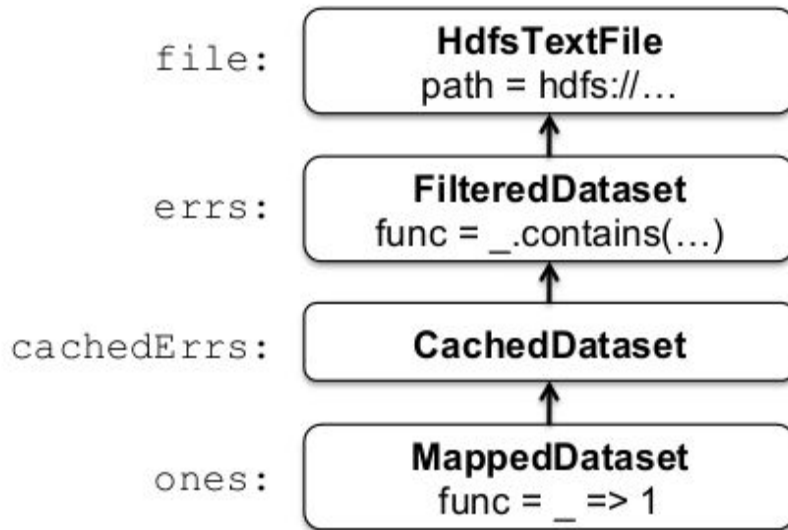 file:
HdfsTextFile
path = hdfs://…
errs:
FilteredDataset
func = _.contains(…)
cachedErrs:
CachedDataset
ones:
MappedDataset
func = _ => 1